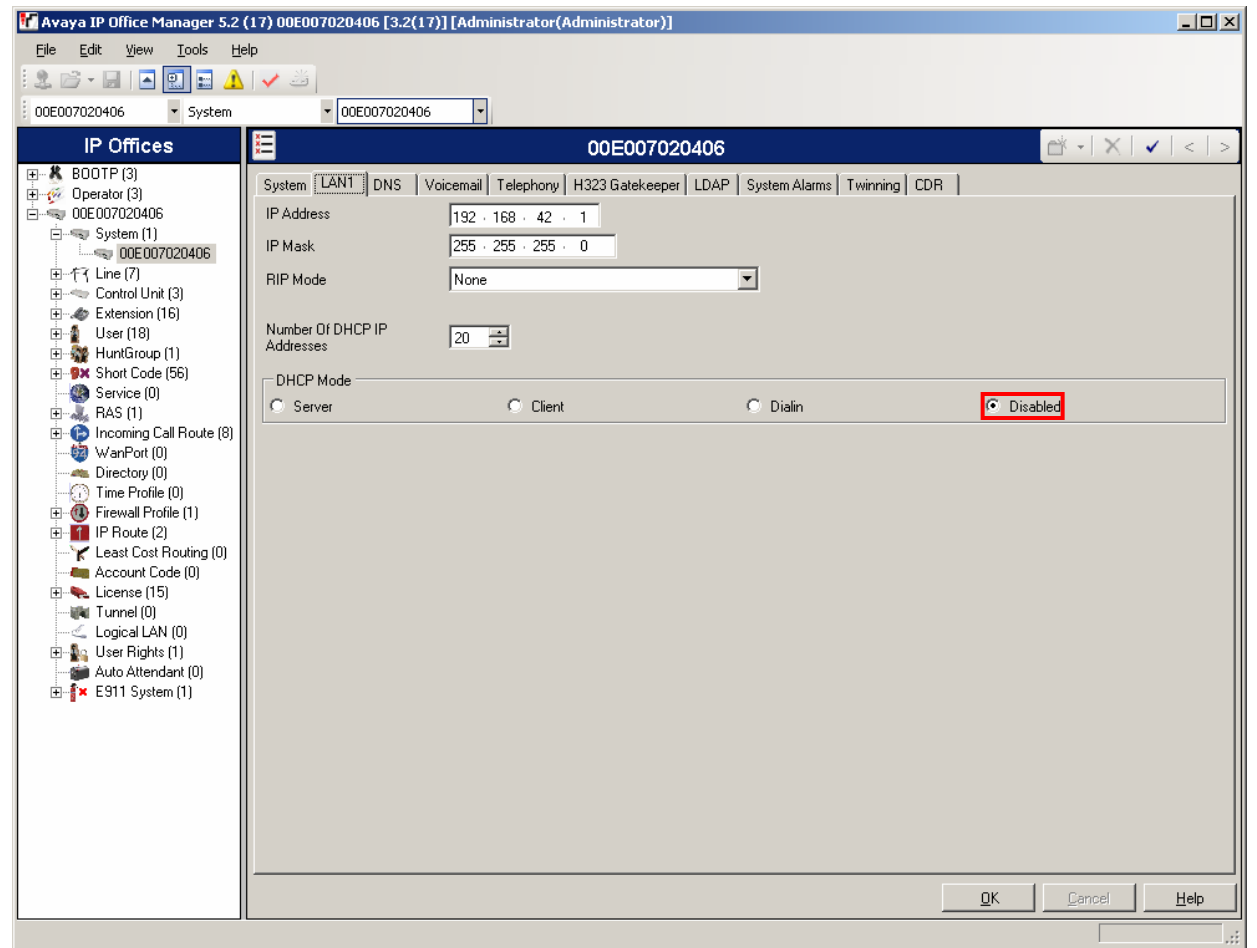 Avaya IP Office Manager 5.2 (17) 00E007020406 [3.2(17)] [Administrator(Administrator)]
File Edit View Tools Help
00E007020406 System 00E007020406
IP Offices
BOOTP (3)
Operator (3)
00E007020406
System (1)
00E007020406
Line (7)
Control Unit (3)
Extension (16)
User (18)
HuntGroup (1)
Short Code (56)
Service (0)
RAS (1)
Incoming Call Route (8)
WanPort (0)
Directory (0)
Time Profile (0)
Firewall Profile (1)
IP Route (2)
Least Cost Routing (0)
Account Code (0)
License (15)
Tunnel (0)
Logical LAN (0)
User Rights (1)
Auto Attendant (0)
E911 System (1)
00E007020406
System LAN1 DNS Voicemail Telephony H323 Gatekeeper LDAP System Alarms Twinning CDR
IP Address 192 . 168 . 42 . 1
IP Mask 255 . 255 . 255 . 0
RIP Mode None
Number Of DHCP IP
Addresses 20
DHCP Mode
Server Client Dialin Disabled
OK Cancel Help